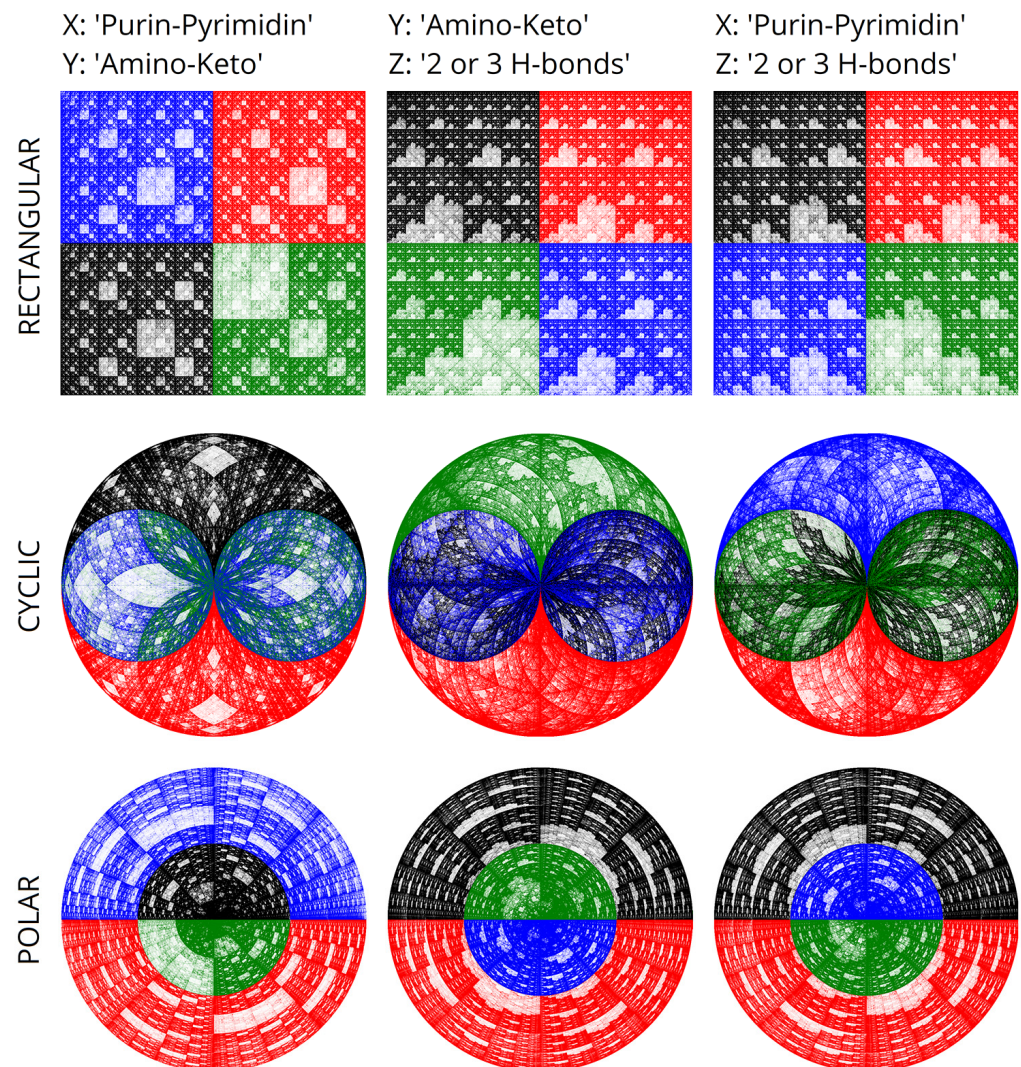 X: 'Purin-Pyrimidin'
Y: 'Amino-Keto'
Y: 'Amino-Keto'
Z: '2 or 3 H-bonds'
X: 'Purin-Pyrimidin'
Z: '2 or 3 H-bonds'
RECTANGULAR
CYCLIC
POLAR